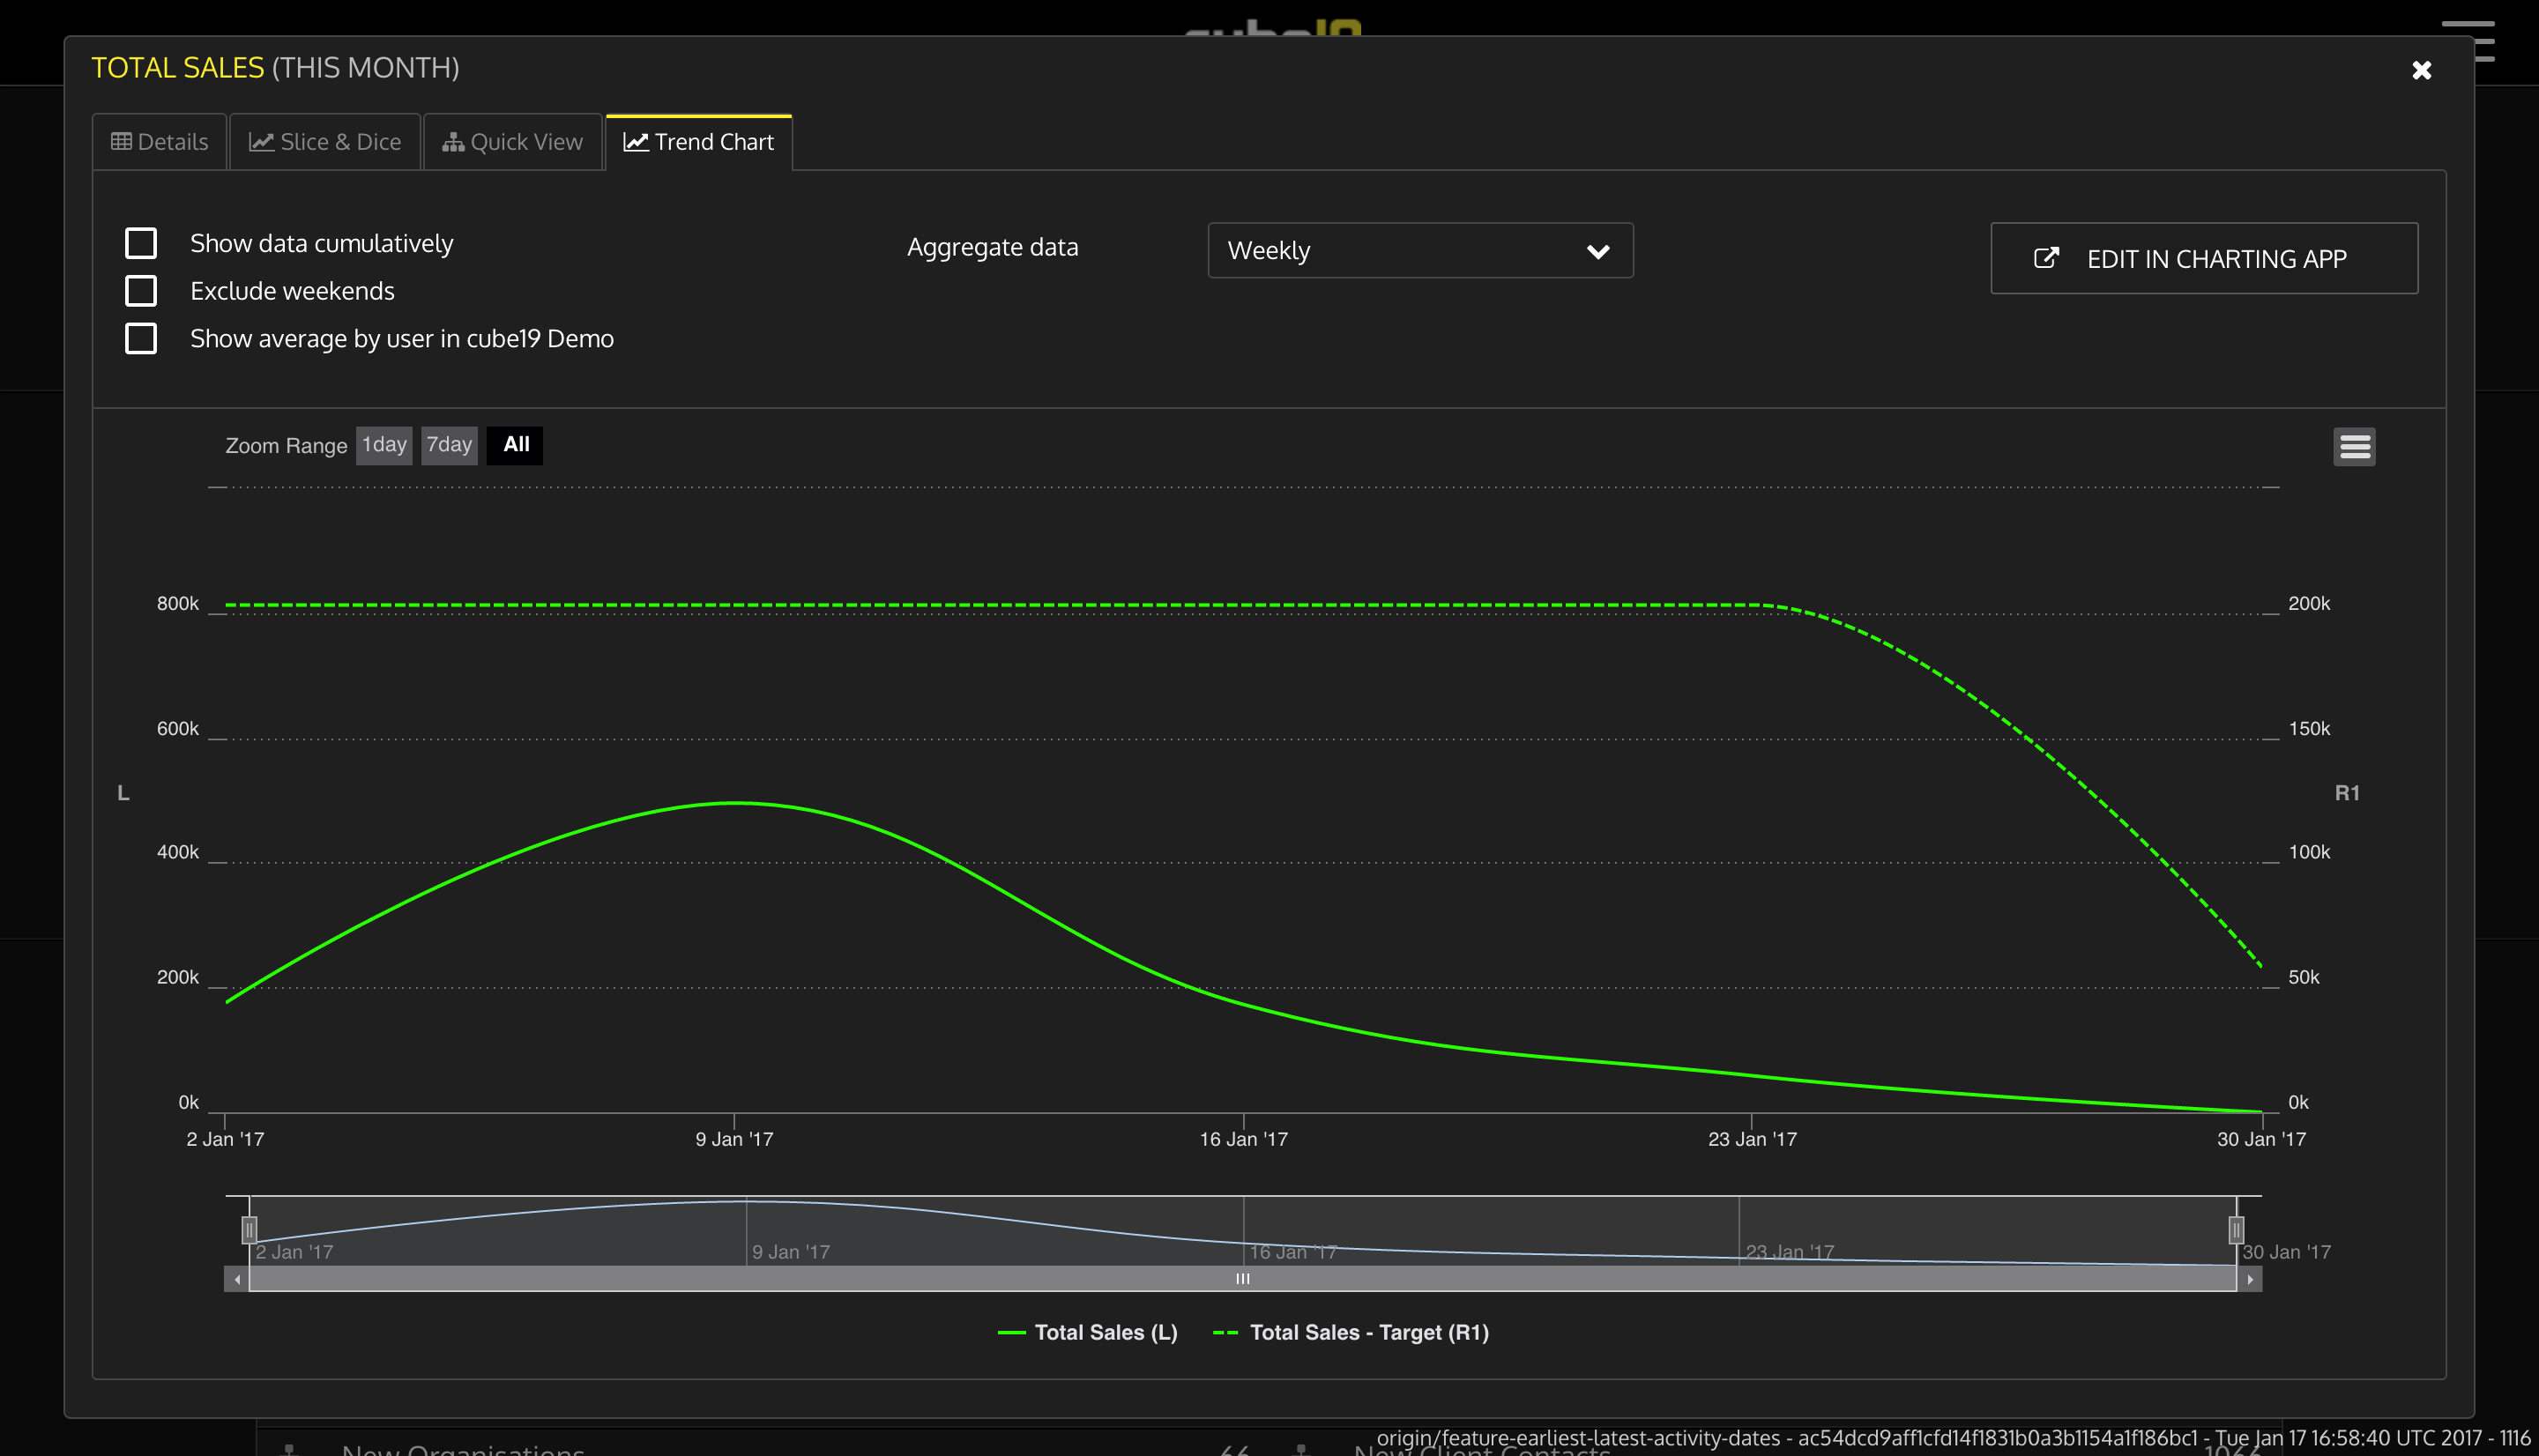 cube19
TOTAL SALES (THIS MONTH)
Details
Slice & Dice
Quick View
Trend Chart
Show data cumulatively
Exclude weekends
Show average by user in cube19 Demo
Aggregate data
Weekly
EDIT IN CHARTING APP
Zoom Range
1day
7day
All
800k
600k
400k
200k
0k
L
200k
150k
100k
50k
0k
R1
2 Jan '17
9 Jan '17
16 Jan '17
23 Jan '17
30 Jan '17
2 Jan '17
9 Jan '17
16 Jan '17
23 Jan '17
30 Jan '17
Total Sales (L)
Total Sales - Target (R1)
origin/feature-earliest-latest-activity-dates - ac54dcd9aff1cfd14f1831b0a3b1154a1f186bc1 - Tue Jan 17 16:58:40 UTC 2017 - 1116
New Organisations
66
New Client Contacts